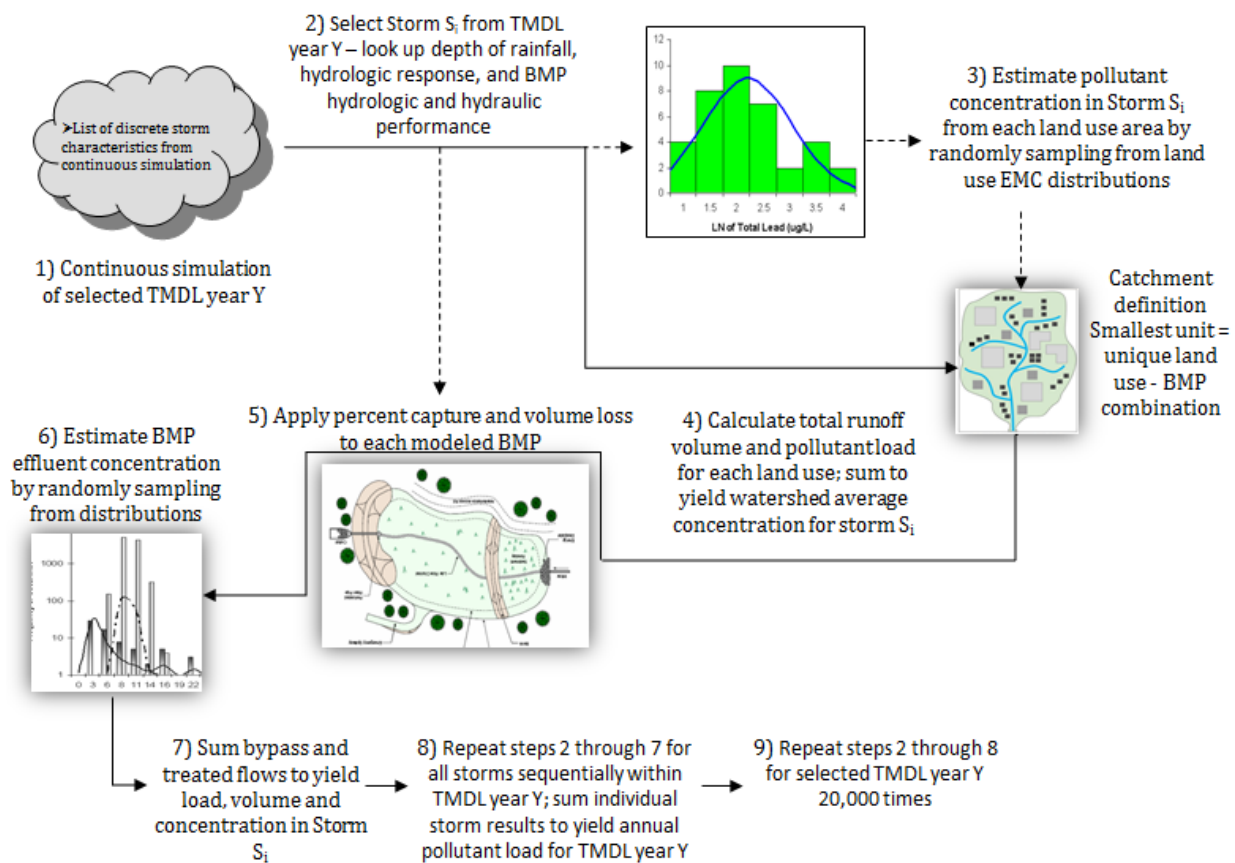 ➢List of discrete storm
characteristics from
continuous simulation
1) Continuous simulation
of selected TMDL year Y
2) Select Storm Sᵢ from TMDL
year Y – look up depth of rainfall,
hydrologic response, and BMP
hydrologic and hydraulic
performance
12
10
8
6
4
2
0
1 1.5 2 2.5 3 3.5 4
LN of Total Lead (ug/L)
3) Estimate pollutant
concentration in Storm Sᵢ
from each land use area by
randomly sampling from land
use EMC distributions
Catchment
definition
Smallest unit =
unique land
use - BMP
combination
4) Calculate total runoff
volume and pollutant load
for each land use; sum to
yield watershed average
concentration for storm Sᵢ
5) Apply percent capture and volume loss
to each modeled BMP
6) Estimate BMP
effluent concentration
by randomly sampling
from distributions
1000
100
10
1
0 3 6 8 11 14 16 19 22
7) Sum bypass and
treated flows to yield
load, volume and
concentration in Storm
Sᵢ
8) Repeat steps 2 through 7 for
all storms sequentially within
TMDL year Y; sum individual
storm results to yield annual
pollutant load for TMDL year Y
9) Repeat steps 2 through 8
for selected TMDL year Y
20,000 times